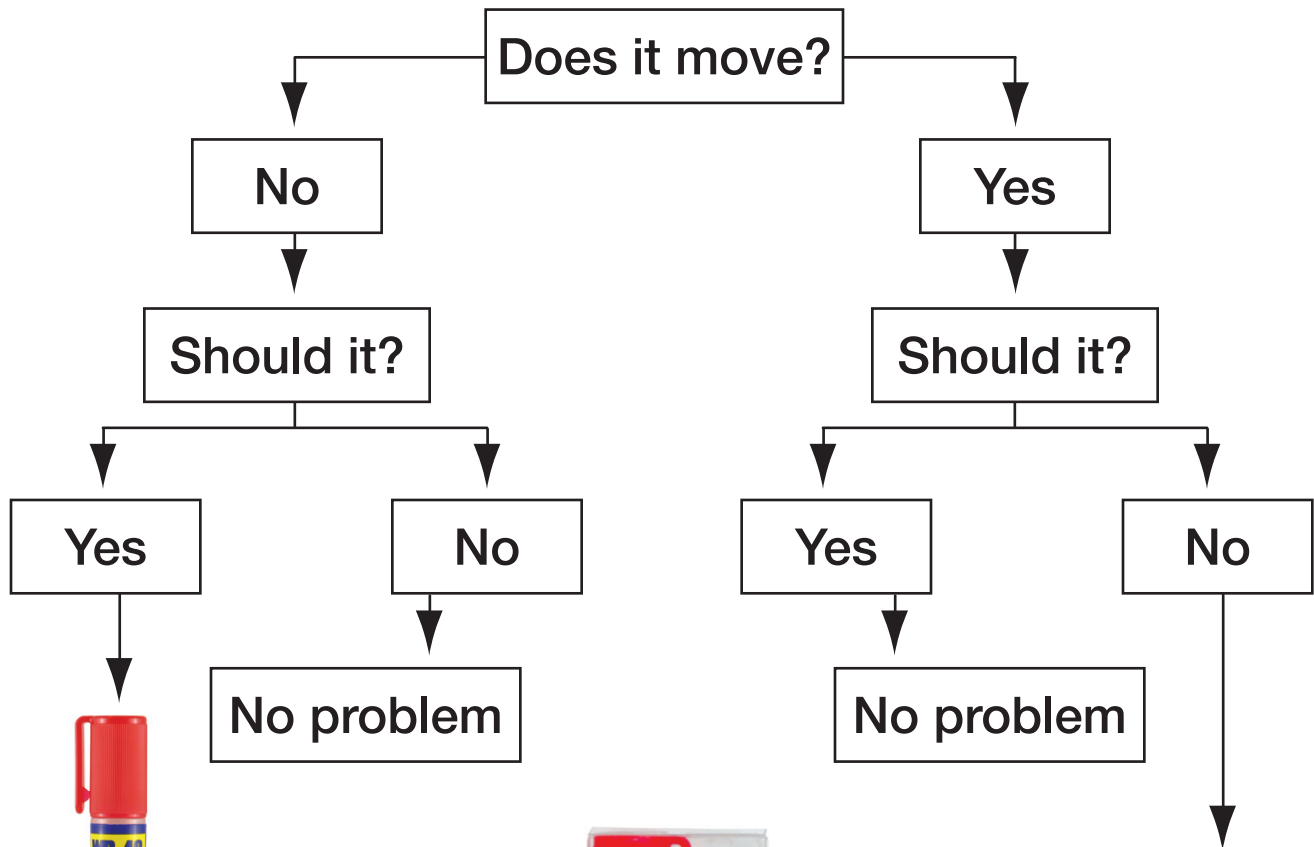 Does it move?
No
Yes
Should it?
Should it?
Yes
No
Yes
No
No problem
No problem